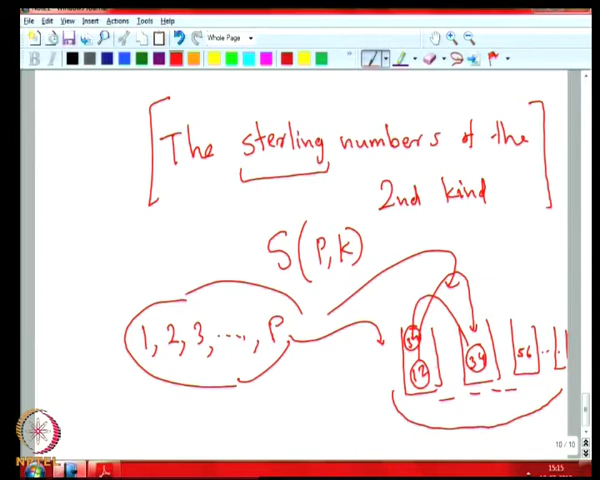 File Edit View Insert Actions Tools Help
Whole Page
B I
The sterling numbers of the
2nd kind
S(P,k)
1, 2, 3, ...., P,
34
12 34 56 ...
10 / 10
NPTEL
15:15